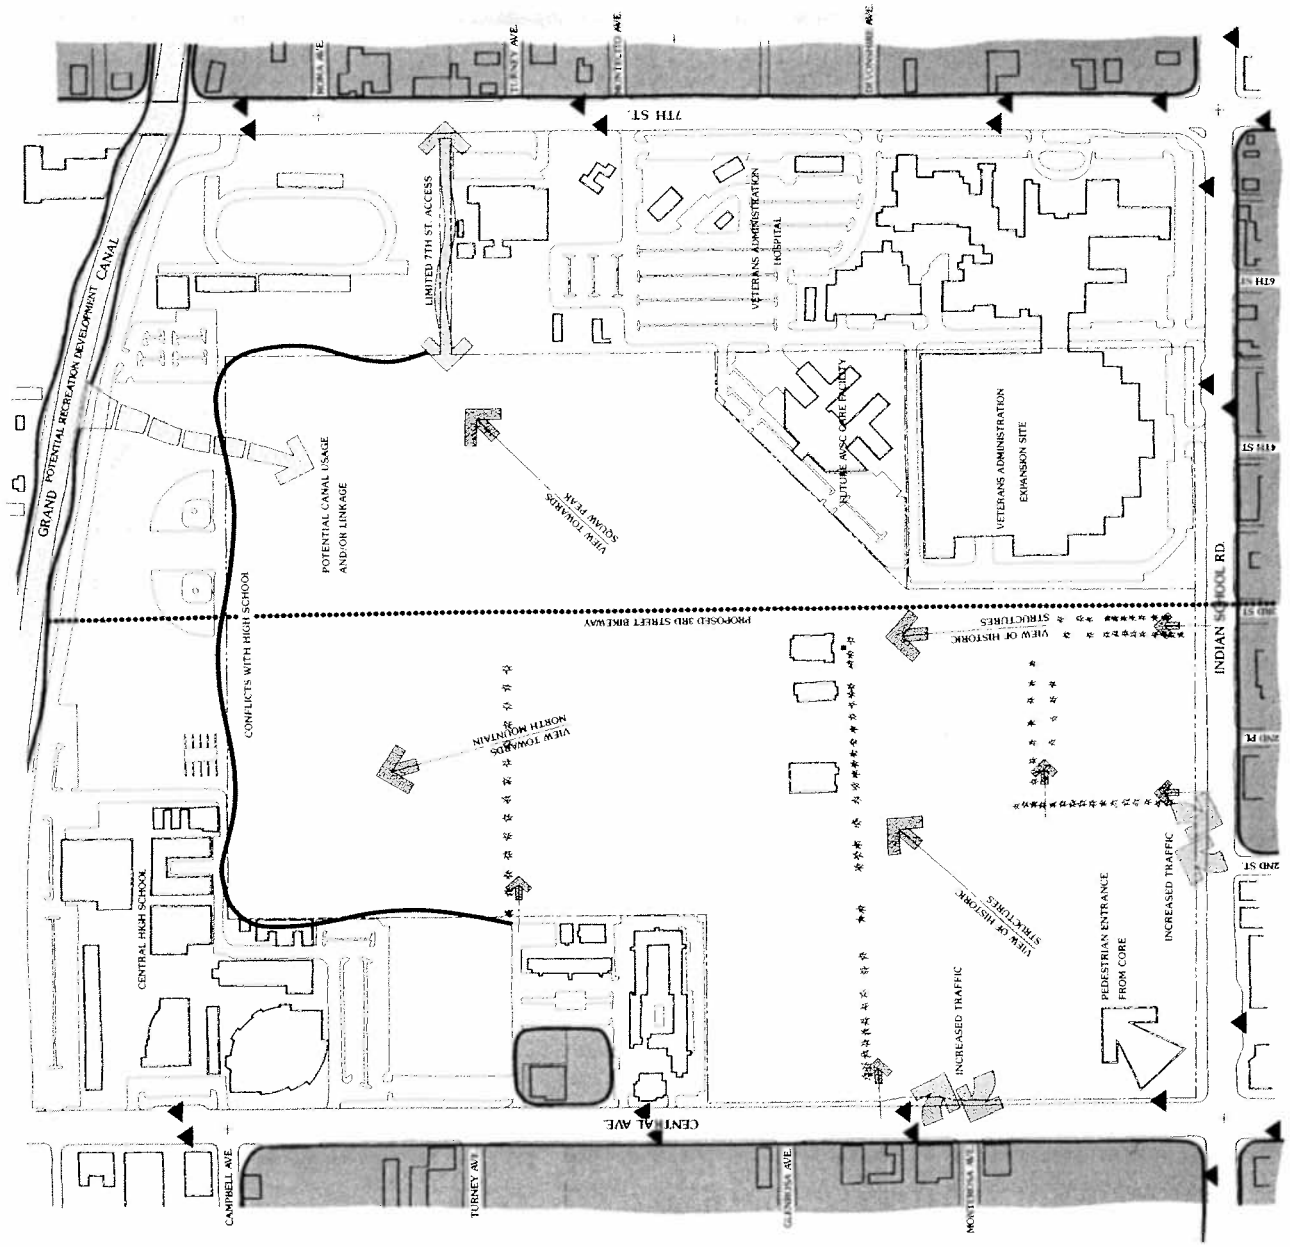 ROMA AVE.
TURNEY AVE.
MONTECITO AVE.
DEVONSHIRE AVE.
7TH ST.
LIMITED 7TH ST. ACCESS
VETERANS ADMINISTRATION
HOSPITAL
GRAND CANAL
POTENTIAL RECREATION DEVELOPMENT
6TH ST
4TH ST
3RD ST
2ND PL
2ND ST.
POTENTIAL CANAL USAGE
AND/OR LINKAGE
VIEW TOWARDS
SQUAW PEAK
FUTURE AVSC CARE FACILITY
VETERANS ADMINISTRATION
EXPANSION SITE
INDIAN SCHOOL RD.
CONFLICTS WITH HIGH SCHOOL
PROPOSED 3RD STREET BIKEWAY
VIEW OF HISTORIC
STRUCTURES
VIEW TOWARDS
NORTH MOUNTAIN
CENTRAL HIGH SCHOOL
VIEW OF HISTORIC
STRUCTURES
INCREASED TRAFFIC
PEDESTRIAN ENTRANCE
FROM CORE
INCREASED TRAFFIC
CENTRAL AVE.
CAMPBELL AVE.
TURNEY AVE.
GLENROSA AVE.
MONTEROSA AVE.